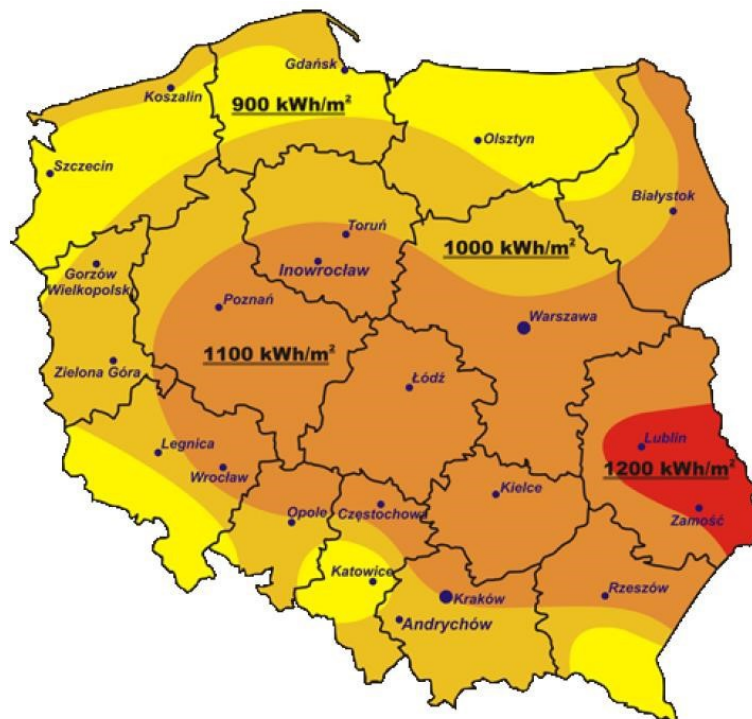 Gdańsk
Koszalin
900 kWh/m²
Olsztyn
Szczecin
Białystok
Toruń
1000 kWh/m²
Gorzów
Wielkopolski
Inowrocław
Poznań
Warszawa
1100 kWh/m²
Zielona Góra
Łódź
Legnica
Lublin
Wrocław
1200 kWh/m²
Kielce
Opole
Częstochowa
Zamość
Katowice
Kraków
Rzeszów
Andrychów